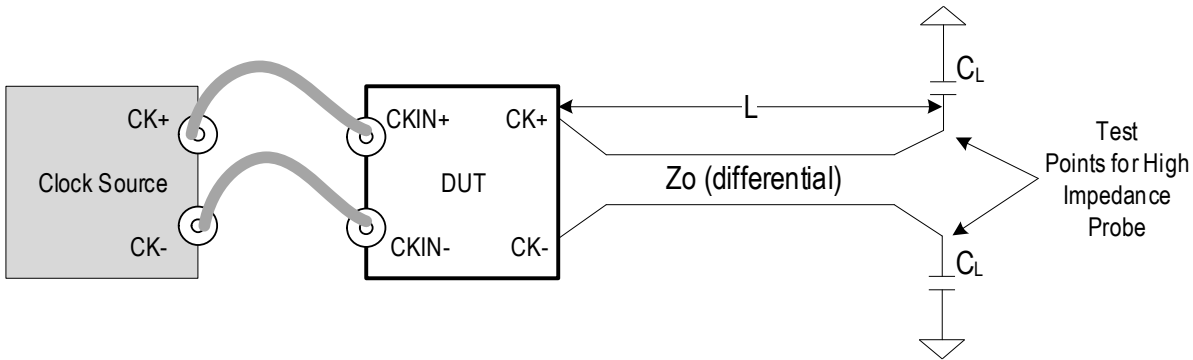 CK+
Clock Source
CK-
CKIN+
DUT
CKIN-
CK+
CK-
L
Zo (differential)
CL
CL
Test
Points for High
Impedance
Probe